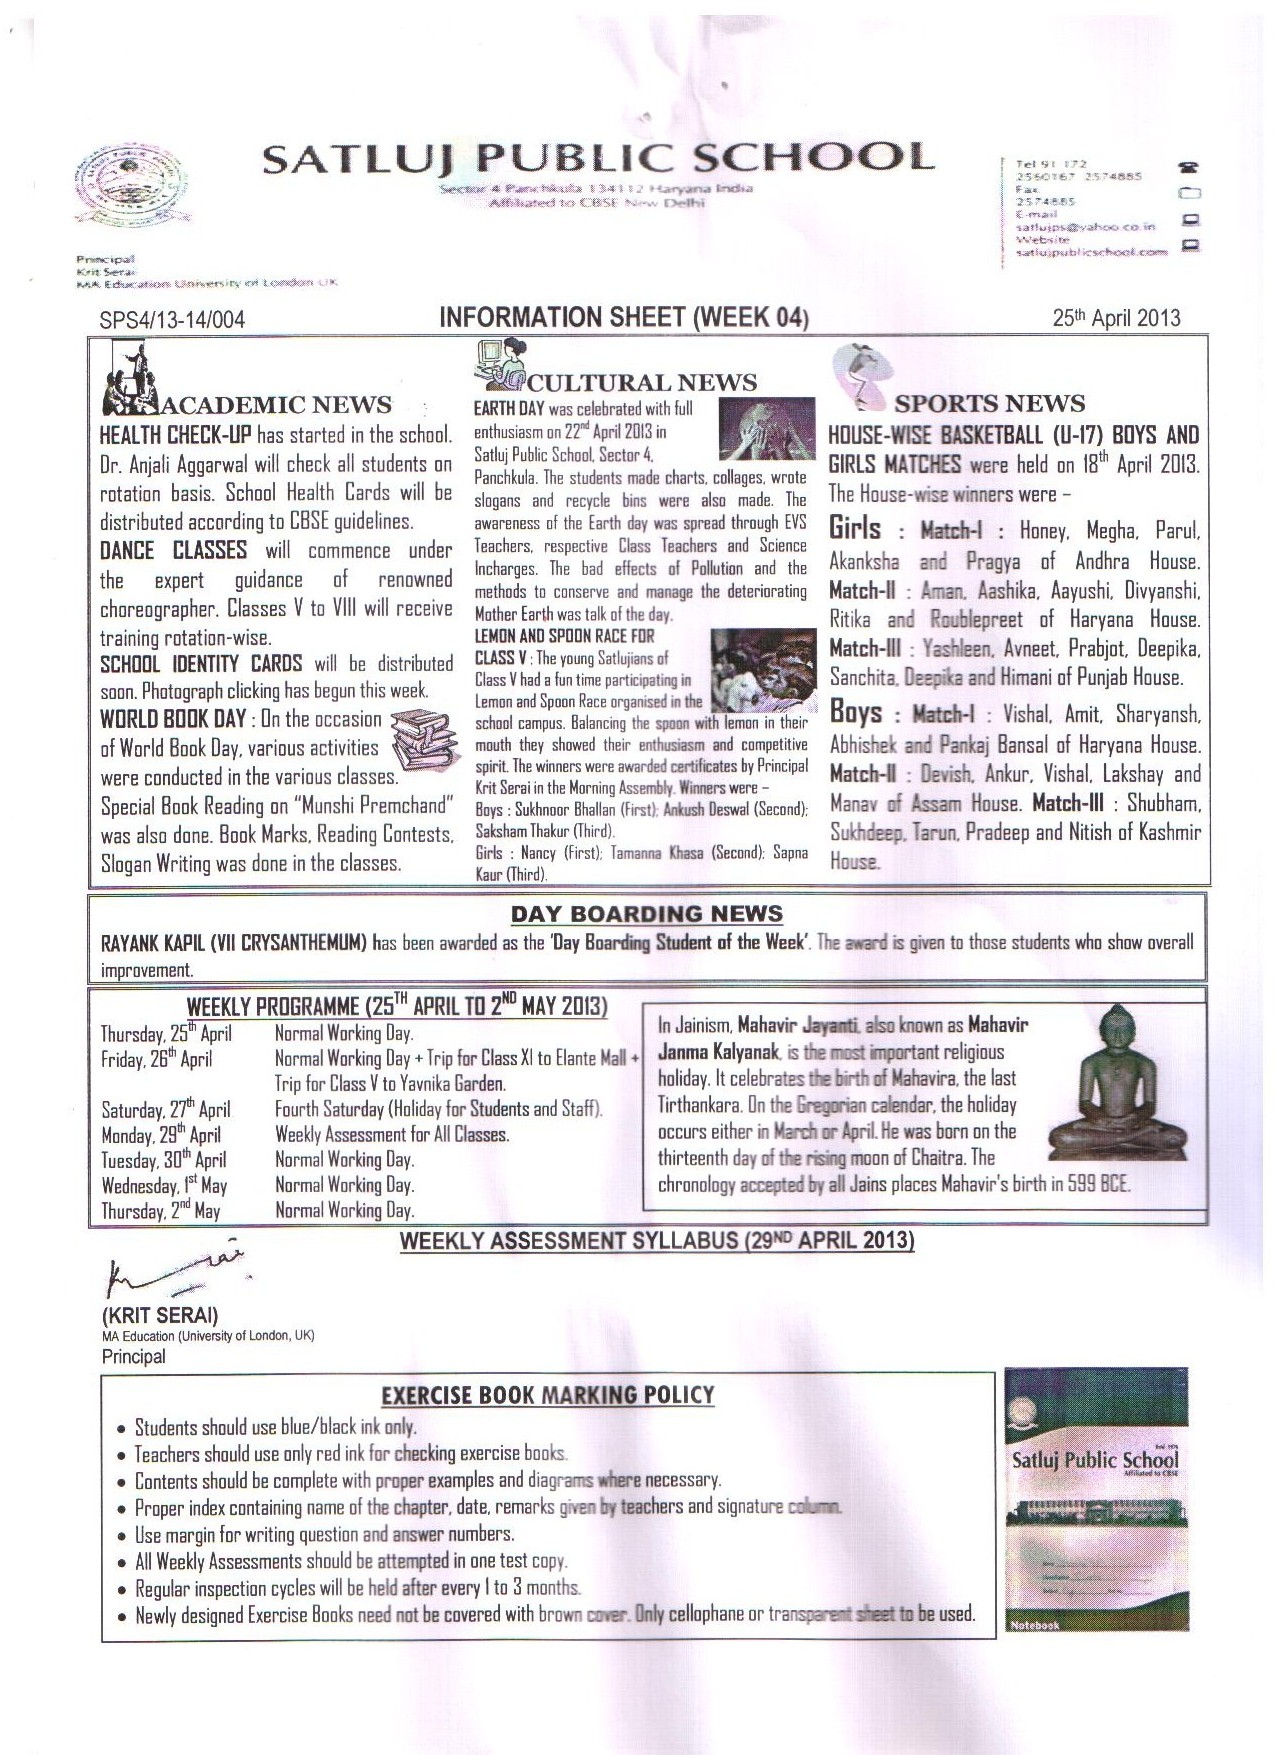 SATLUJ PUBLIC SCHOOL
Sector 4 Panchkula 134112 Haryana India
Affiliated to CBSE New Delhi
Tel 91 172
2560167 2574885
Fax
2574885
E-mail
satlujps@yahoo.co.in
Website
satlujpublicschool.com
Principal
Krit Serai
MA Education University of London UK
SPS4/13-14/004
INFORMATION SHEET (WEEK 04)
25th April 2013
ACADEMIC NEWS
HEALTH CHECK-UP has started in the school.
Dr. Anjali Aggarwal will check all students on
rotation basis. School Health Cards will be
distributed according to CBSE guidelines.
DANCE CLASSES will commence under
the expert guidance of renowned
choreographer. Classes V to VIII will receive
training rotation-wise.
SCHOOL IDENTITY CARDS will be distributed
soon. Photograph clicking has begun this week.
WORLD BOOK DAY : On the occasion
of World Book Day, various activities
were conducted in the various classes.
Special Book Reading on “Munshi Premchand”
was also done. Book Marks, Reading Contests,
Slogan Writing was done in the classes.
CULTURAL NEWS
EARTH DAY was celebrated with full
enthusiasm on 22nd April 2013 in
Satluj Public School, Sector 4,
Panchkula. The students made charts, collages, wrote
slogans and recycle bins were also made. The
awareness of the Earth day was spread through EVS
Teachers, respective Class Teachers and Science
Incharges. The bad effects of Pollution and the
methods to conserve and manage the deteriorating
Mother Earth was talk of the day.
LEMON AND SPOON RACE FOR
CLASS V : The young Satlujians of
Class V had a fun time participating in
Lemon and Spoon Race organised in the
school campus. Balancing the spoon with lemon in their
mouth they showed their enthusiasm and competitive
spirit. The winners were awarded certificates by Principal
Krit Serai in the Morning Assembly. Winners were –
Boys : Sukhnoor Bhallan (First); Ankush Deswal (Second);
Saksham Thakur (Third).
Girls : Nancy (First); Tamanna Khasa (Second); Sapna
Kaur (Third).
SPORTS NEWS
HOUSE-WISE BASKETBALL (U-17) BOYS AND
GIRLS MATCHES were held on 18th April 2013.
The House-wise winners were –
Girls : Match-I : Honey, Megha, Parul,
Akanksha and Pragya of Andhra House.
Match-II : Aman, Aashika, Aayushi, Divyanshi,
Ritika and Roublepreet of Haryana House.
Match-III : Yashleen, Avneet, Prabjot, Deepika,
Sanchita, Deepika and Himani of Punjab House.
Boys : Match-I : Vishal, Amit, Sharyansh,
Abhishek and Pankaj Bansal of Haryana House.
Match-II : Devish, Ankur, Vishal, Lakshay and
Manav of Assam House. Match-III : Shubham,
Sukhdeep, Tarun, Pradeep and Nitish of Kashmir
House.
DAY BOARDING NEWS
RAYANK KAPIL (VII CRYSANTHEMUM) has been awarded as the ‘Day Boarding Student of the Week’. The award is given to those students who show overall
improvement.
WEEKLY PROGRAMME (25TH APRIL TO 2ND MAY 2013)
Thursday, 25th April Normal Working Day.
Friday, 26th April Normal Working Day + Trip for Class XI to Elante Mall +
Trip for Class V to Yavnika Garden.
Saturday, 27th April Fourth Saturday (Holiday for Students and Staff).
Monday, 29th April Weekly Assessment for All Classes.
Tuesday, 30th April Normal Working Day.
Wednesday, 1st May Normal Working Day.
Thursday, 2nd May Normal Working Day.
In Jainism, Mahavir Jayanti, also known as Mahavir
Janma Kalyanak, is the most important religious
holiday. It celebrates the birth of Mahavira, the last
Tirthankara. On the Gregorian calendar, the holiday
occurs either in March or April. He was born on the
thirteenth day of the rising moon of Chaitra. The
chronology accepted by all Jains places Mahavir's birth in 599 BCE.
WEEKLY ASSESSMENT SYLLABUS (29ND APRIL 2013)
(KRIT SERAI)
MA Education (University of London, UK)
Principal
EXERCISE BOOK MARKING POLICY
• Students should use blue/black ink only.
• Teachers should use only red ink for checking exercise books.
• Contents should be complete with proper examples and diagrams where necessary.
• Proper index containing name of the chapter, date, remarks given by teachers and signature column.
• Use margin for writing question and answer numbers.
• All Weekly Assessments should be attempted in one test copy.
• Regular inspection cycles will be held after every 1 to 3 months.
• Newly designed Exercise Books need not be covered with brown cover. Only cellophane or transparent sheet to be used.
Satluj Public School
Affiliated to CBSE
Notebook